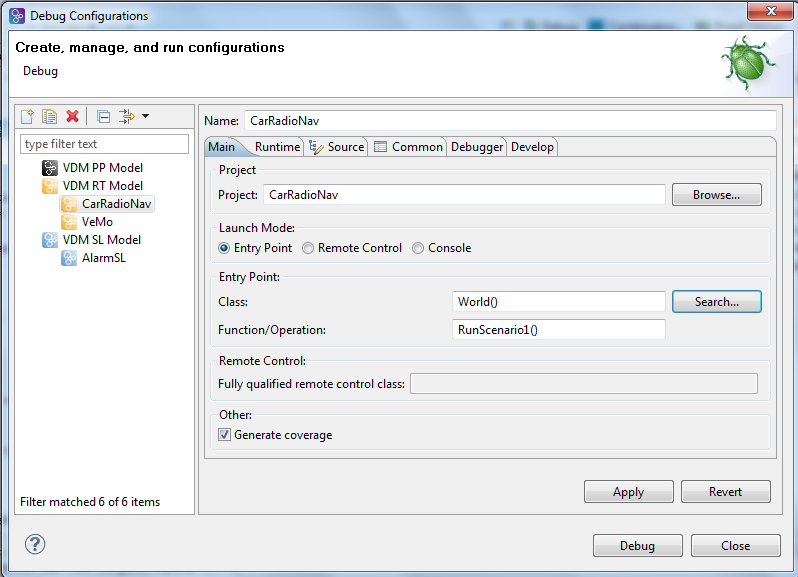 Debug Configurations
Create, manage, and run configurations
Debug
type filter text
VDM PP Model
VDM RT Model
CarRadioNav
VeMo
VDM SL Model
AlarmSL
Filter matched 6 of 6 items
Name: CarRadioNav
Main Runtime Source Common Debugger Develop
Project
Project: CarRadioNav Browse...
Launch Mode:
Entry Point Remote Control Console
Entry Point:
Class: World() Search...
Function/Operation: RunScenario1()
Remote Control:
Fully qualified remote control class:
Other:
Generate coverage
Apply Revert
? Debug Close